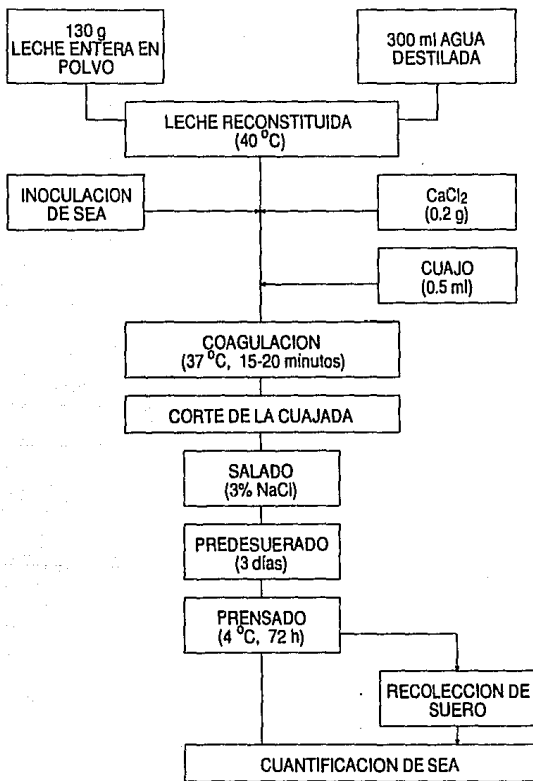 130 g
LECHE ENTERA EN
POLVO
300 ml AGUA
DESTILADA
LECHE RECONSTITUIDA
(40 °C)
INOCULACION
DE SEA
CaCl₂
(0.2 g)
CUAJO
(0.5 ml)
COAGULACION
(37 °C, 15-20 minutos)
CORTE DE LA CUAJADA
SALADO
(3% NaCl)
PREDESUERADO
(3 días)
PRENSADO
(4 °C, 72 h)
RECOLECCION DE
SUERO
CUANTIFICACION DE SEA